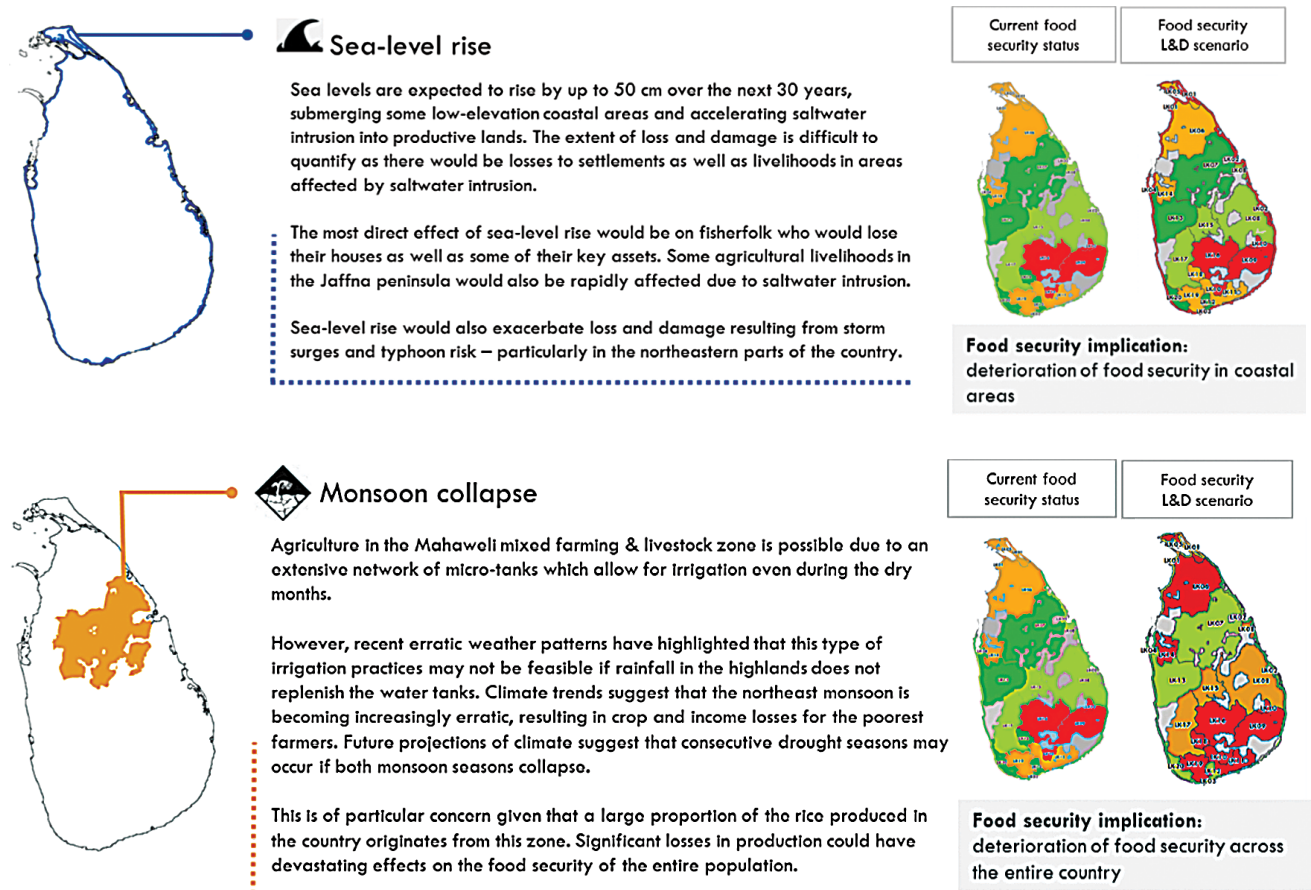 Sea-level rise
Sea levels are expected to rise by up to 50 cm over the next 30 years,
submerging some low-elevation coastal areas and accelerating saltwater
intrusion into productive lands. The extent of loss and damage is difficult to
quantify as there would be losses to settlements as well as livelihoods in areas
affected by saltwater intrusion.
The most direct effect of sea-level rise would be on fisherfolk who would lose
their houses as well as some of their key assets. Some agricultural livelihoods in
the Jaffna peninsula would also be rapidly affected due to saltwater intrusion.
Sea-level rise would also exacerbate loss and damage resulting from storm
surges and typhoon risk – particularly in the northeastern parts of the country.
Current food
security status
Food security
L&D scenario
LK06
LK07
LK13
LK15
LK08
LK17
Food security implication:
deterioration of food security in coastal
areas
Monsoon collapse
Agriculture in the Mahaweli mixed farming & livestock zone is possible due to an
extensive network of micro-tanks which allow for irrigation even during the dry
months.
However, recent erratic weather patterns have highlighted that this type of
irrigation practices may not be feasible if rainfall in the highlands does not
replenish the water tanks. Climate trends suggest that the northeast monsoon is
becoming increasingly erratic, resulting in crop and income losses for the poorest
farmers. Future projections of climate suggest that consecutive drought seasons may
occur if both monsoon seasons collapse.
This is of particular concern given that a large proportion of the rice produced in
the country originates from this zone. Significant losses in production could have
devastating effects on the food security of the entire population.
Current food
security status
Food security
L&D scenario
LK07
LK13
LK15
LK08
LK17
LK09
Food security implication:
deterioration of food security across
the entire country